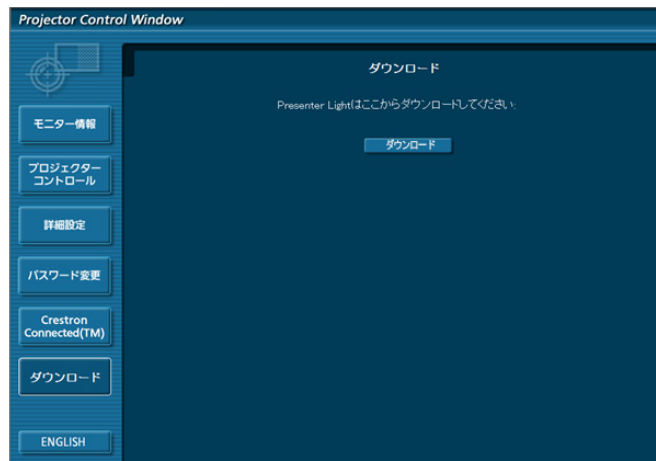 Projector Control Window
ダウンロード
Presenter Lightはここからダウンロードしてください:
ダウンロード
モニター情報
プロジェクター
コントロール
詳細設定
パスワード変更
Crestron
Connected(TM)
ダウンロード
ENGLISH